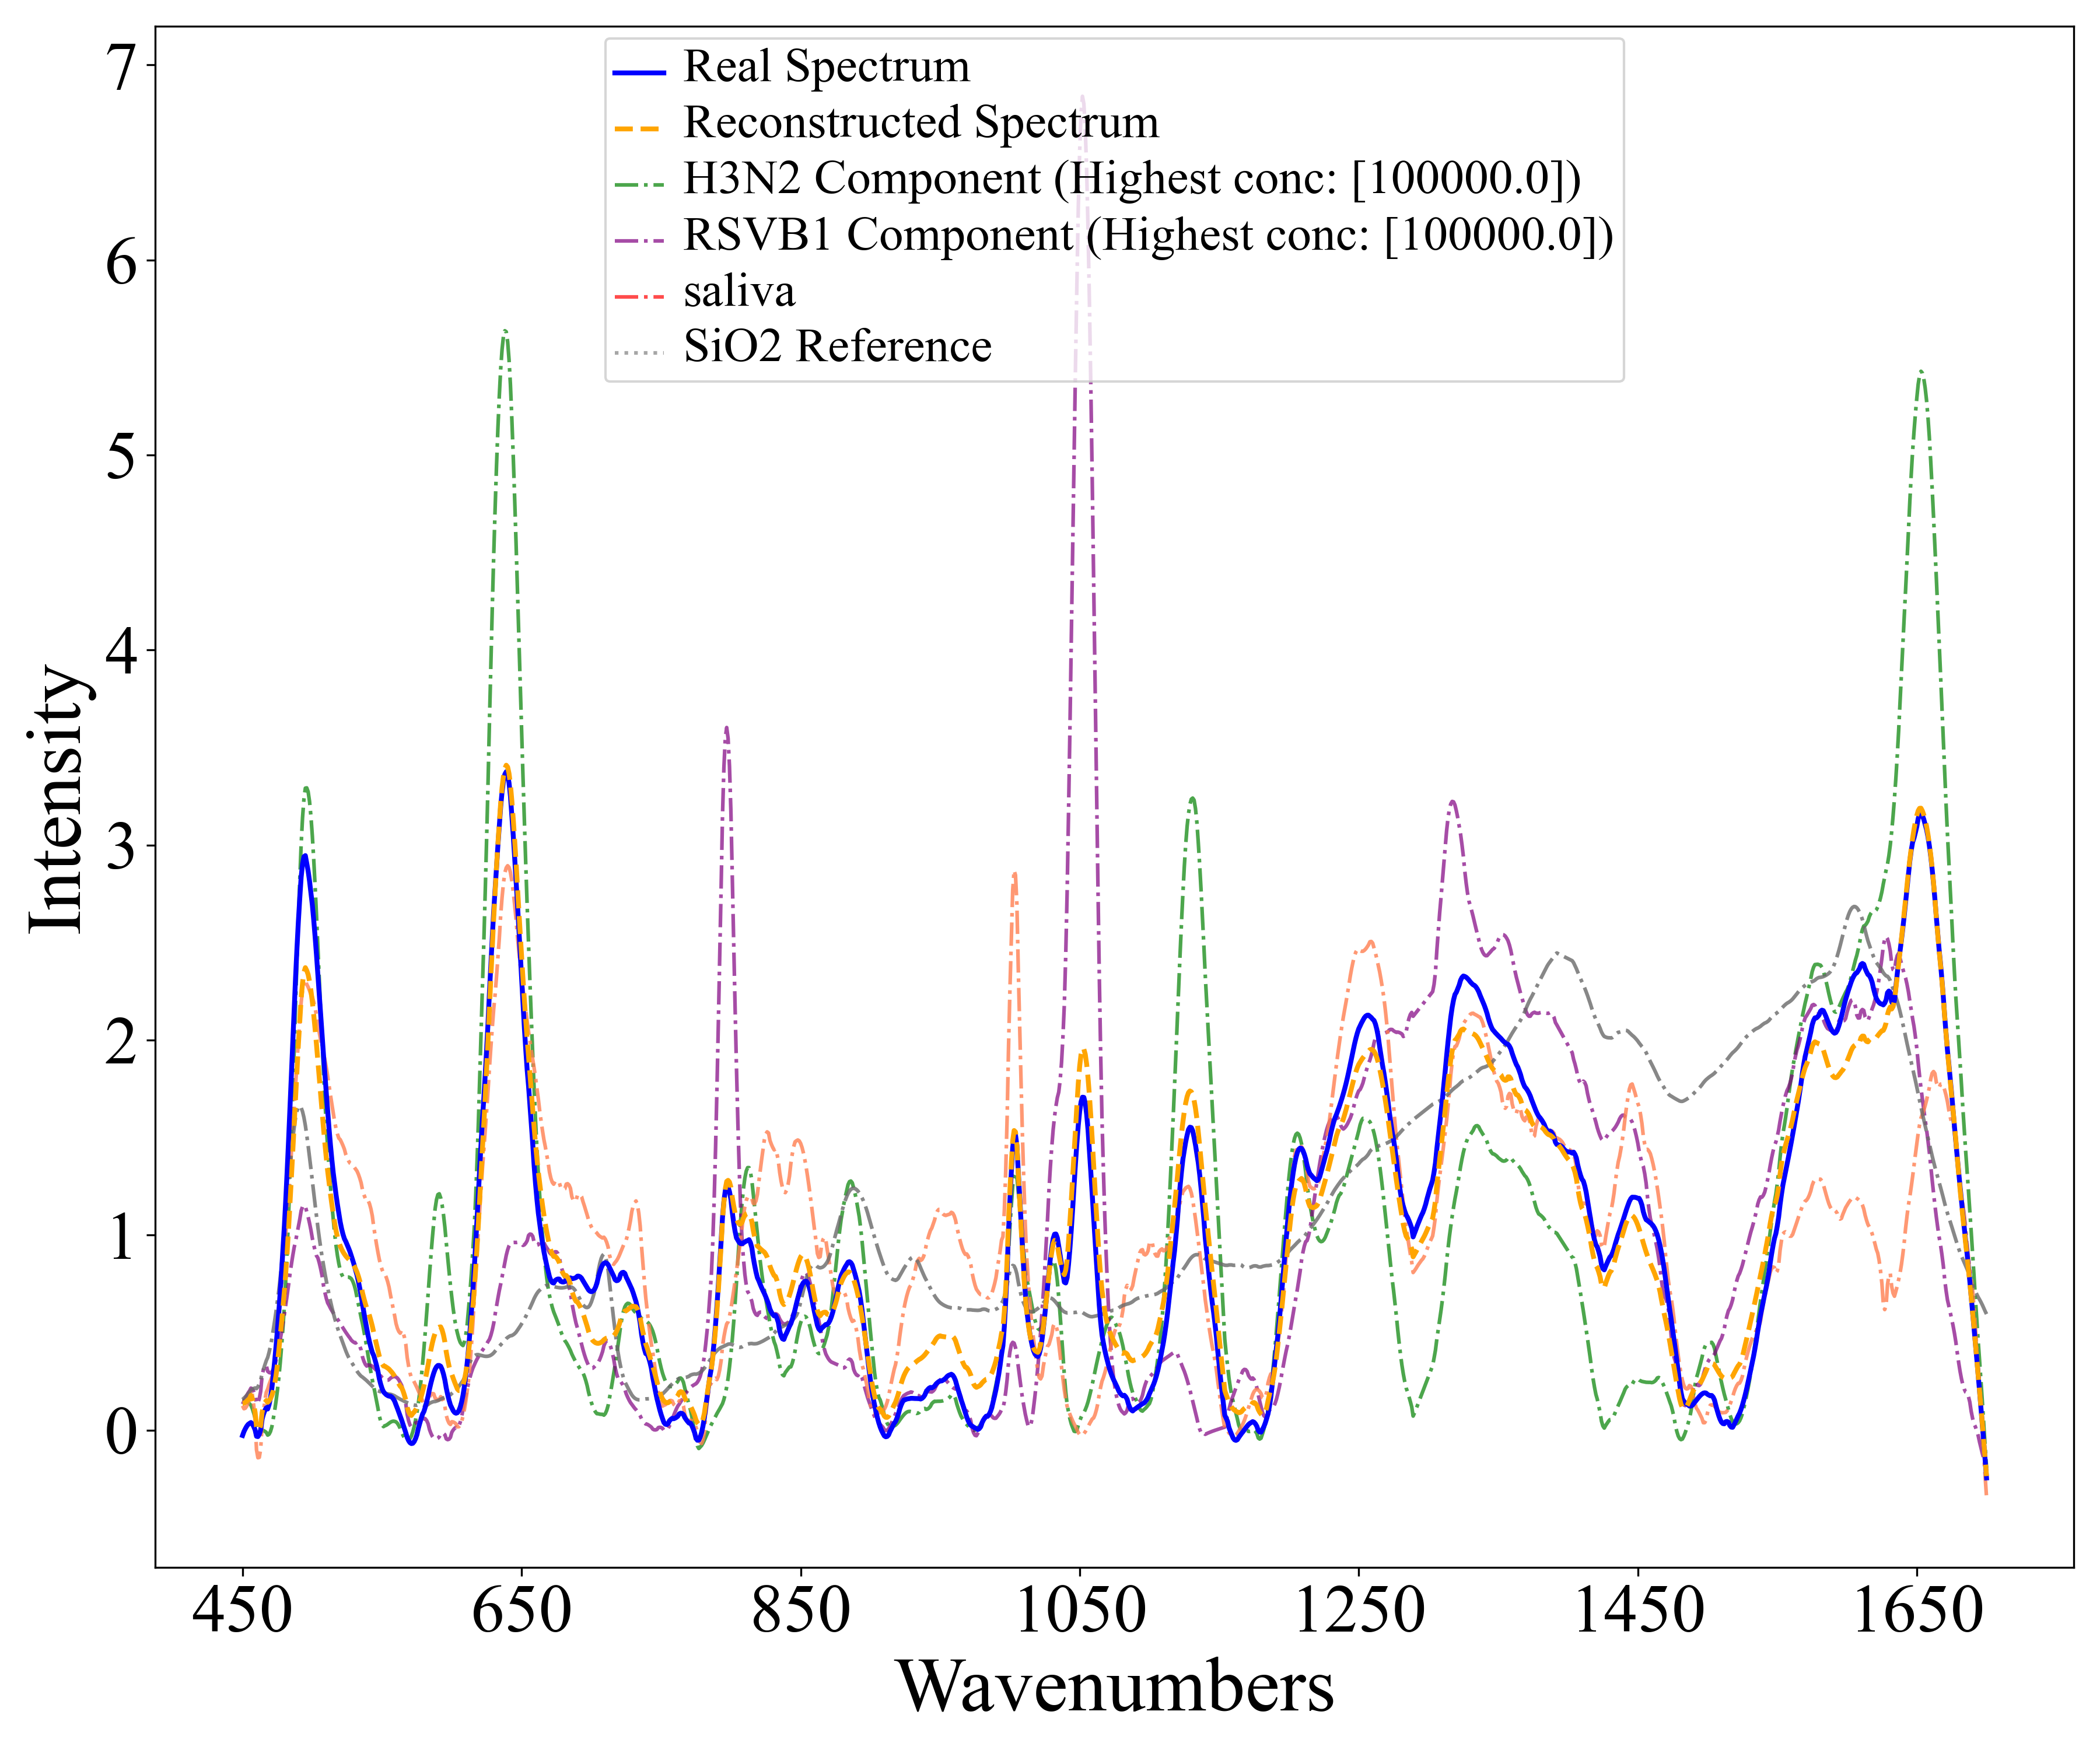 7
6
5
4
3
2
1
0
Intensity
Real Spectrum
Reconstructed Spectrum
H3N2 Component (Highest conc: [100000.0])
RSVB1 Component (Highest conc: [100000.0])
saliva
SiO2 Reference
450 650 850 1050 1250 1450 1650
Wavenumbers